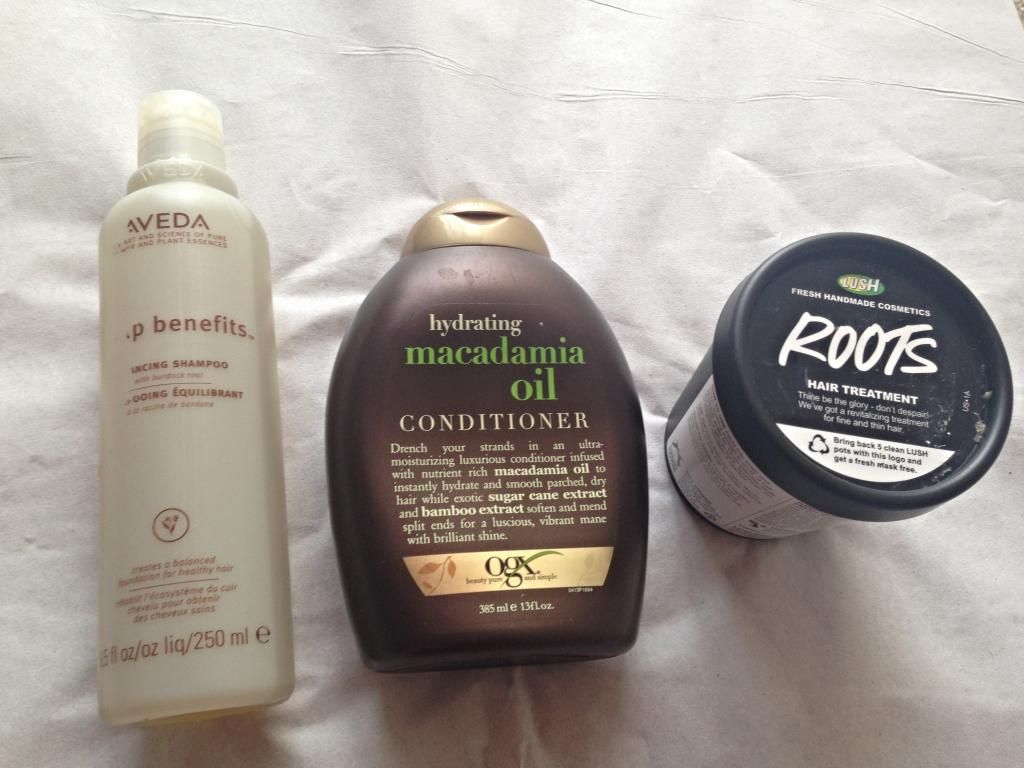 AVEDA
AVEDA
ART AND SCIENCE OF PURE
AND PLANT ESSENCES
p benefits™
NCING SHAMPOO
with burdock root
OOING ÉQUILIBRANT
à la racine de bardane
creates a balanced
foundation for healthy hair
rétablit l'écosystème du cuir
chevelu pour obtenir
des cheveux sains
.5 fl oz/oz liq/250 ml e
hydrating
macadamia
oil
CONDITIONER
Drench your strands in an ultra-
moisturizing luxurious conditioner infused
with nutrient rich macadamia oil to
instantly hydrate and smooth parched, dry
hair while exotic sugar cane extract
and bamboo extract soften and mend
split ends for a luscious, vibrant mane
with brilliant shine.
ogx
beauty pure and simple
385 ml e 13fl.oz.
LUSH
FRESH HANDMADE COSMETICS
ROOTS
HAIR TREATMENT
Thine be the glory - don't despair!
We've got a revitalizing treatment
for fine and thin hair.
Bring back 5 clean LUSH
pots with this logo and
get a fresh mask free.